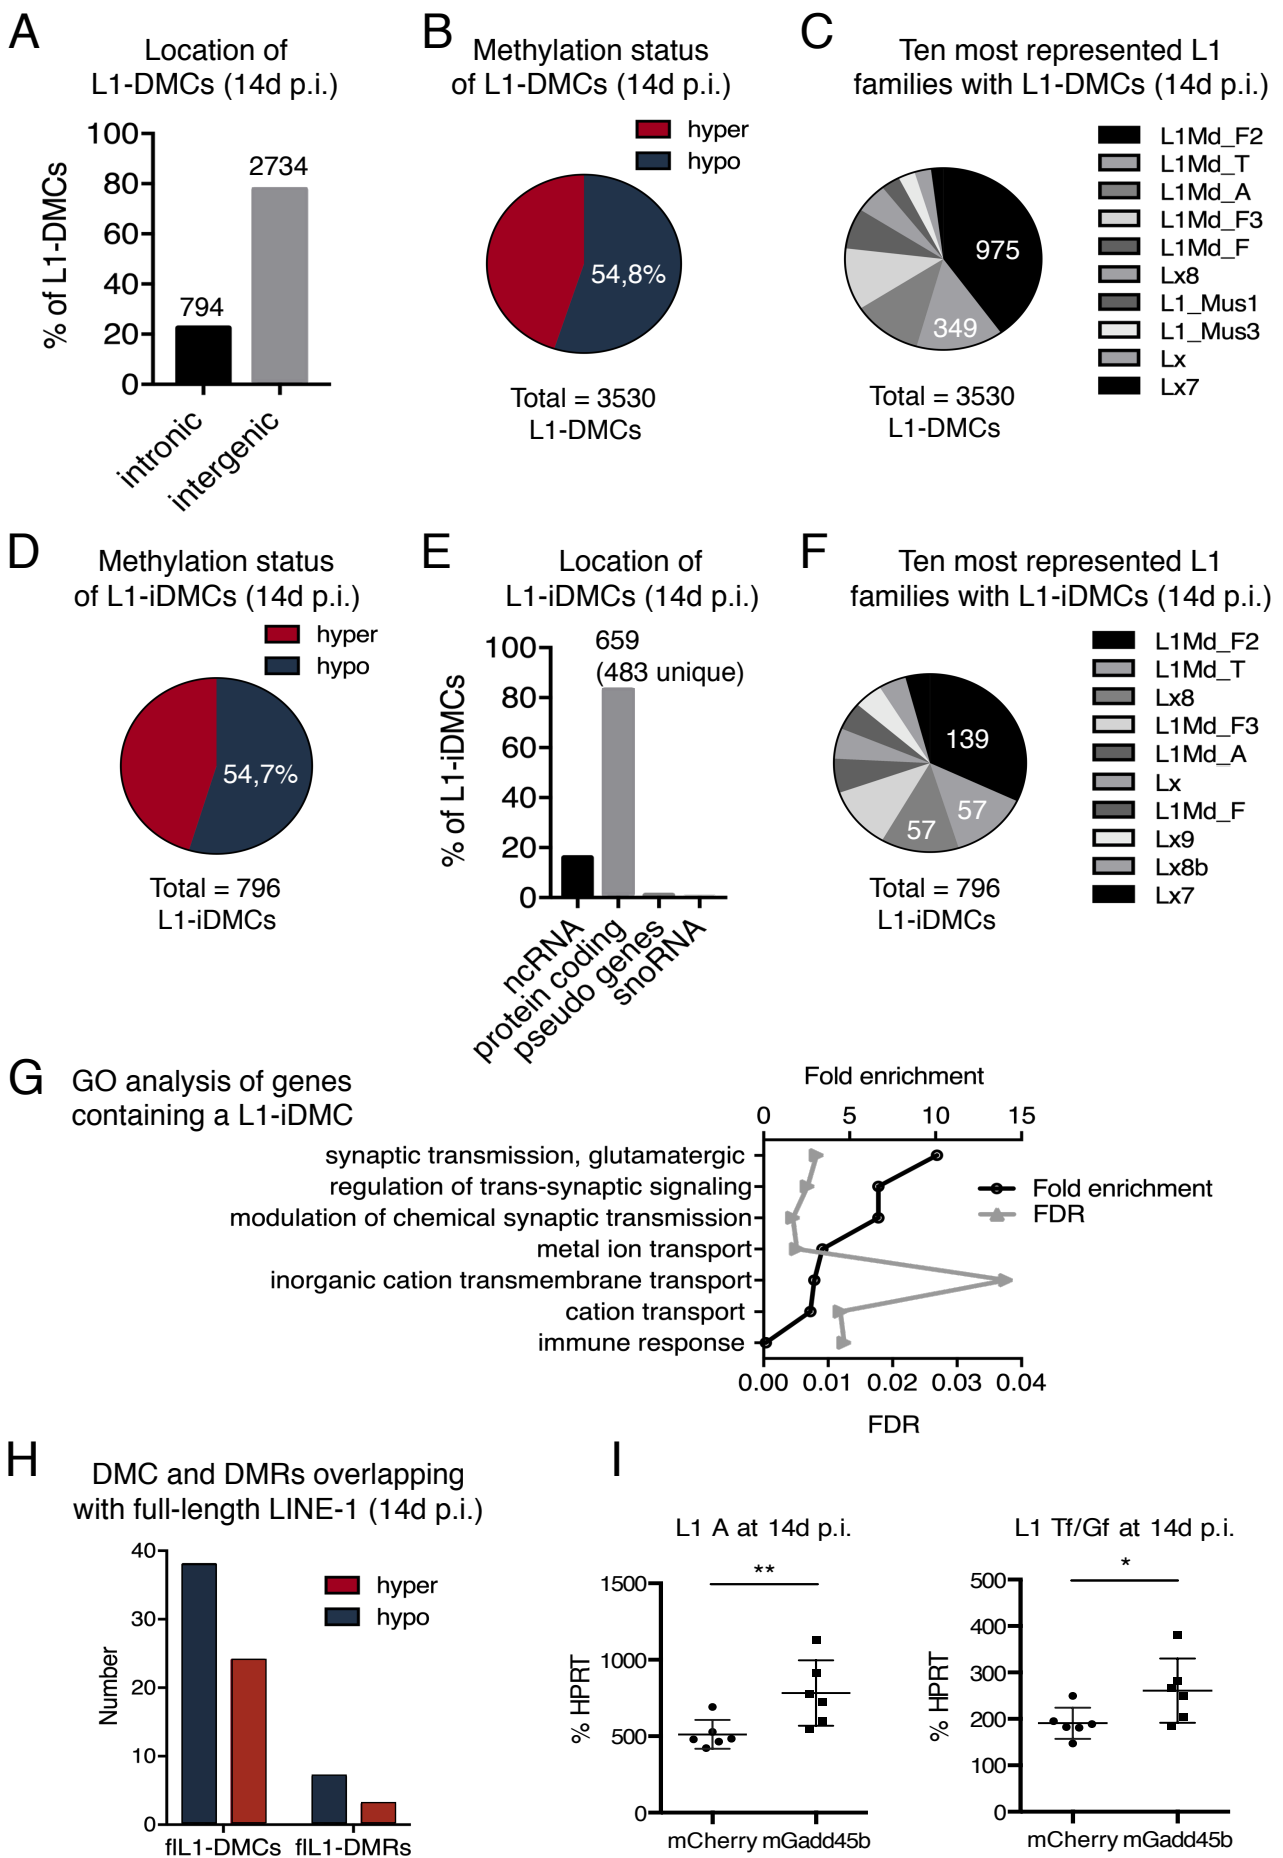 A
Location of
L1-DMCs (14d p.i.)
% of L1-DMCs
100
80
60
40
20
0
794
2734
intronic
intergenic
B
Methylation status
of L1-DMCs (14d p.i.)
hyper
hypo
54,8%
Total = 3530
L1-DMCs
C
Ten most represented L1
families with L1-DMCs (14d p.i.)
975
349
L1Md_F2
L1Md_T
L1Md_A
L1Md_F3
L1Md_F
Lx8
L1_Mus1
L1_Mus3
Lx
Lx7
Total = 3530
L1-DMCs
D
Methylation status
of L1-iDMCs (14d p.i.)
hyper
hypo
54,7%
Total = 796
L1-iDMCs
E
Location of
L1-iDMCs (14d p.i.)
% of L1-iDMCs
100
80
60
40
20
0
659
(483 unique)
ncRNA
protein coding
pseudo genes
snoRNA
F
Ten most represented L1
families with L1-iDMCs (14d p.i.)
139
57
57
L1Md_F2
L1Md_T
Lx8
L1Md_F3
L1Md_A
Lx
L1Md_F
Lx9
Lx8b
Lx7
Total = 796
L1-iDMCs
G
GO analysis of genes
containing a L1-iDMC
Fold enrichment
0 5 10 15
synaptic transmission, glutamatergic
regulation of trans-synaptic signaling
modulation of chemical synaptic transmission
metal ion transport
inorganic cation transmembrane transport
cation transport
immune response
Fold enrichment
FDR
0.00 0.01 0.02 0.03 0.04
FDR
H
DMC and DMRs overlapping
with full-length LINE-1 (14d p.i.)
Number
40
30
20
10
0
hyper
hypo
flL1-DMCs flL1-DMRs
I
L1 A at 14d p.i.
**
% HPRT
1500
1000
500
0
mCherry mGadd45b
L1 Tf/Gf at 14d p.i.
*
% HPRT
500
400
300
200
100
0
mCherry mGadd45b